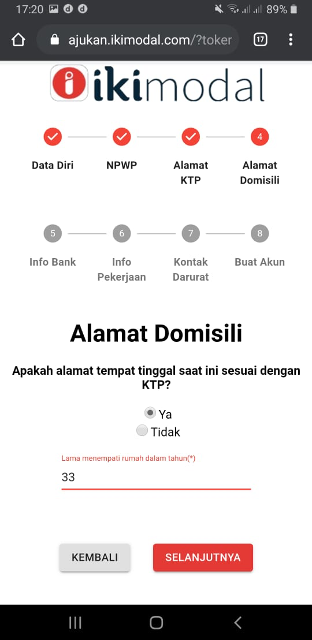 17:20
89%
ajukan.ikimodal.com/?toker
17
ikimodal
4
Data Diri
NPWP
Alamat
KTP
Alamat
Domisili
5
6
7
8
Info Bank
Info
Pekerjaan
Kontak
Darurat
Buat Akun
Alamat Domisili
Apakah alamat tempat tinggal saat ini sesuai dengan
KTP?
Ya
Tidak
Lama menempati rumah dalam tahun(*)
33
KEMBALI
SELANJUTNYA